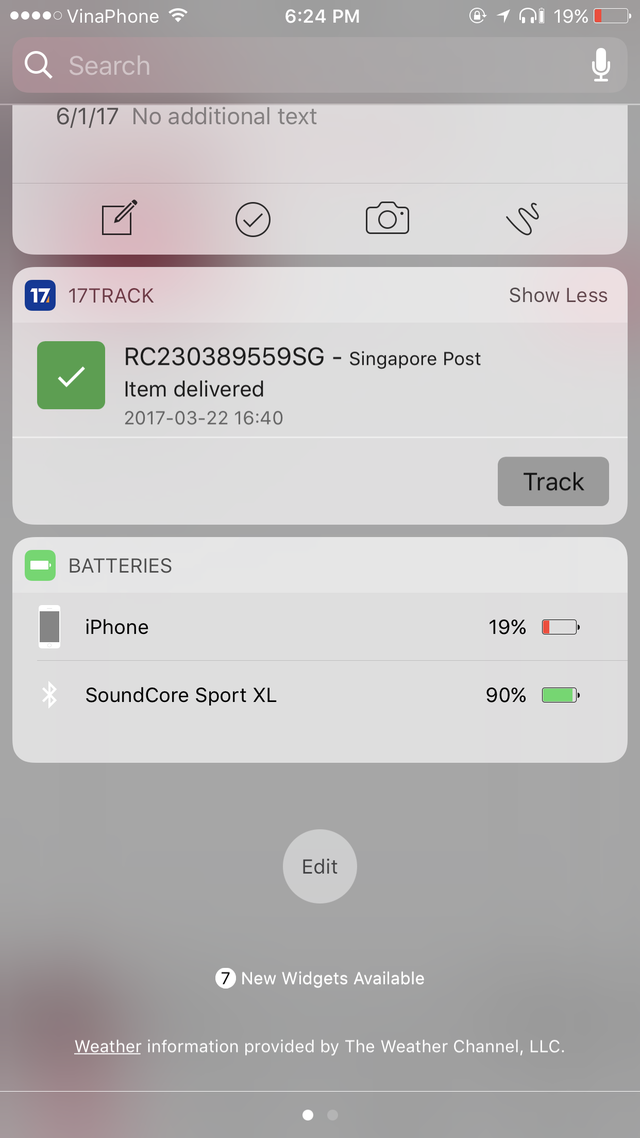 VinaPhone 6:24 PM 19%
Search
6/1/17 No additional text
17 17TRACK Show Less
RC230389559SG - Singapore Post
Item delivered
2017-03-22 16:40
Track
BATTERIES
iPhone 19%
SoundCore Sport XL 90%
Edit
7 New Widgets Available
Weather information provided by The Weather Channel, LLC.